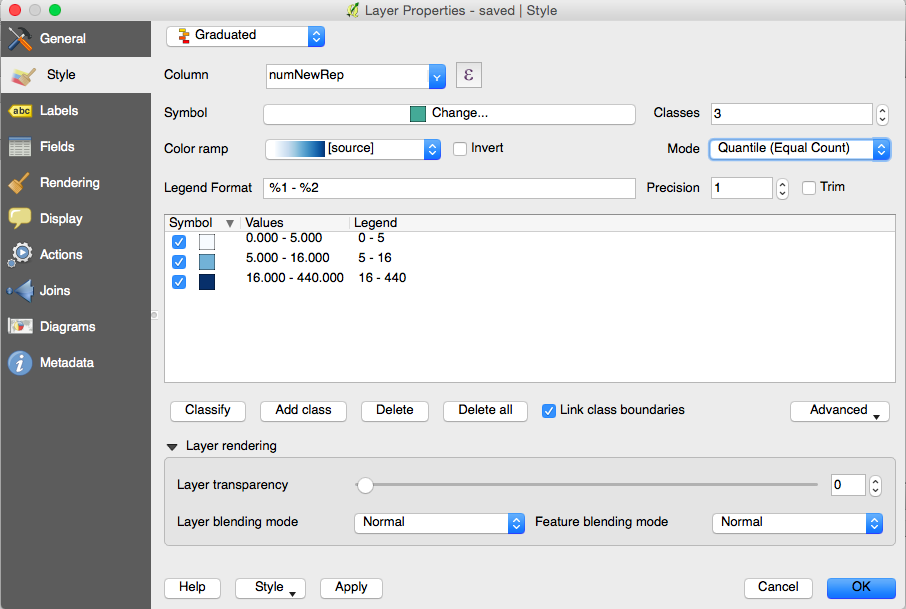 Layer Properties - saved | Style
General
Style
abc Labels
Fields
Rendering
Display
Actions
Joins
Diagrams
i Metadata
Graduated
Column numNewRep ε
Symbol Change... Classes 3
Color ramp [source] Invert Mode Quantile (Equal Count)
Legend Format %1 - %2 Precision 1 Trim
Symbol Values Legend
0.000 - 5.000 0 - 5
5.000 - 16.000 5 - 16
16.000 - 440.000 16 - 440
Classify Add class Delete Delete all Link class boundaries Advanced
Layer rendering
Layer transparency 0
Layer blending mode Normal Feature blending mode Normal
Help Style Apply Cancel OK